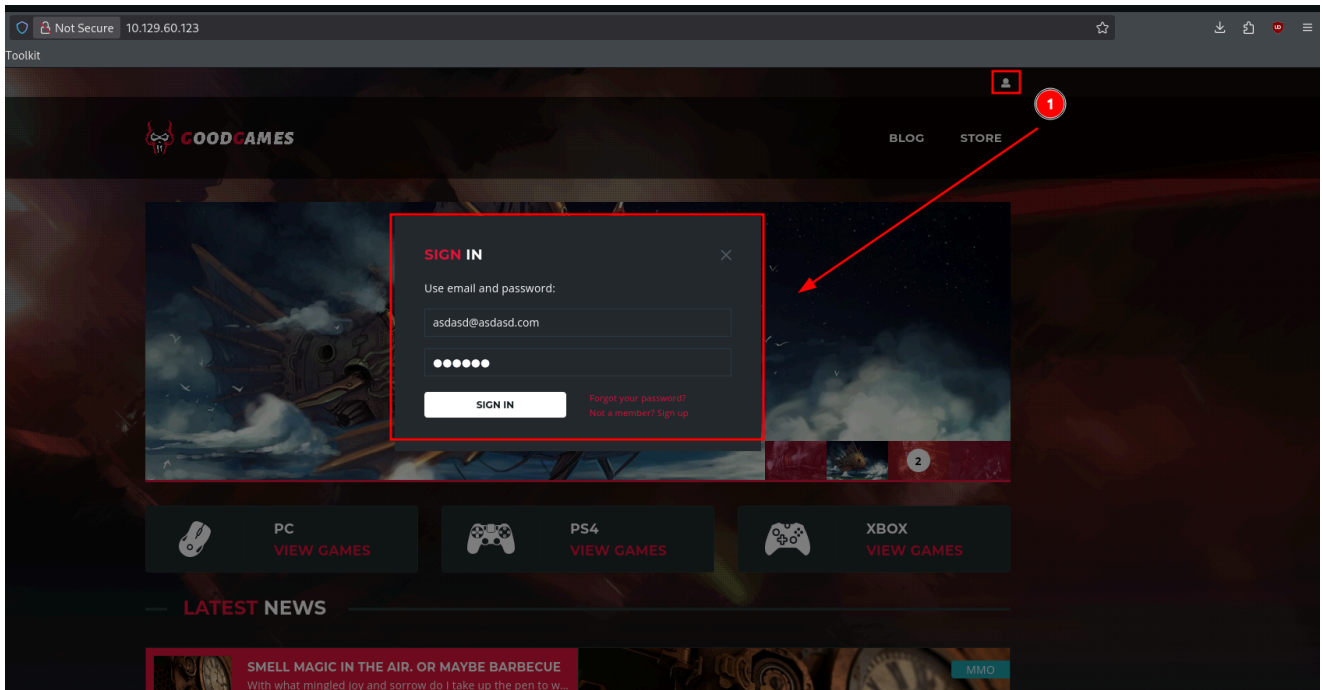 Not Secure 10.129.60.123
Toolkit
1
GOODGAMES
BLOG STORE
SIGN IN
Use email and password:
asdasd@asdasd.com
SIGN IN
Forgot your password?
Not a member? Sign up
2
PC
VIEW GAMES
PS4
VIEW GAMES
XBOX
VIEW GAMES
LATEST NEWS
SMELL MAGIC IN THE AIR. OR MAYBE BARBECUE
With what mingled joy and sorrow do I take up the pen to w...
MMO